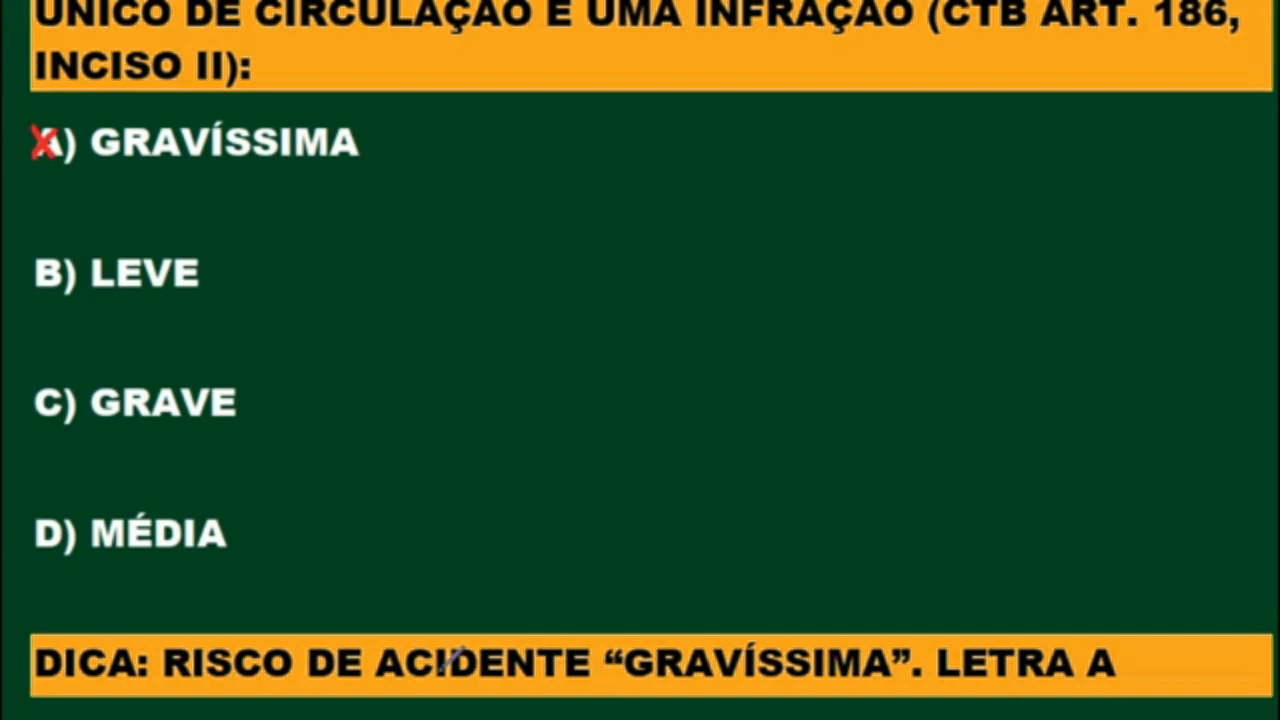 ÚNICO DE CIRCULAÇÃO É UMA INFRAÇÃO (CTB ART. 186,
INCISO II):
A) GRAVÍSSIMA
B) LEVE
C) GRAVE
D) MÉDIA
DICA: RISCO DE ACIDENTE “GRAVÍSSIMA”. LETRA A